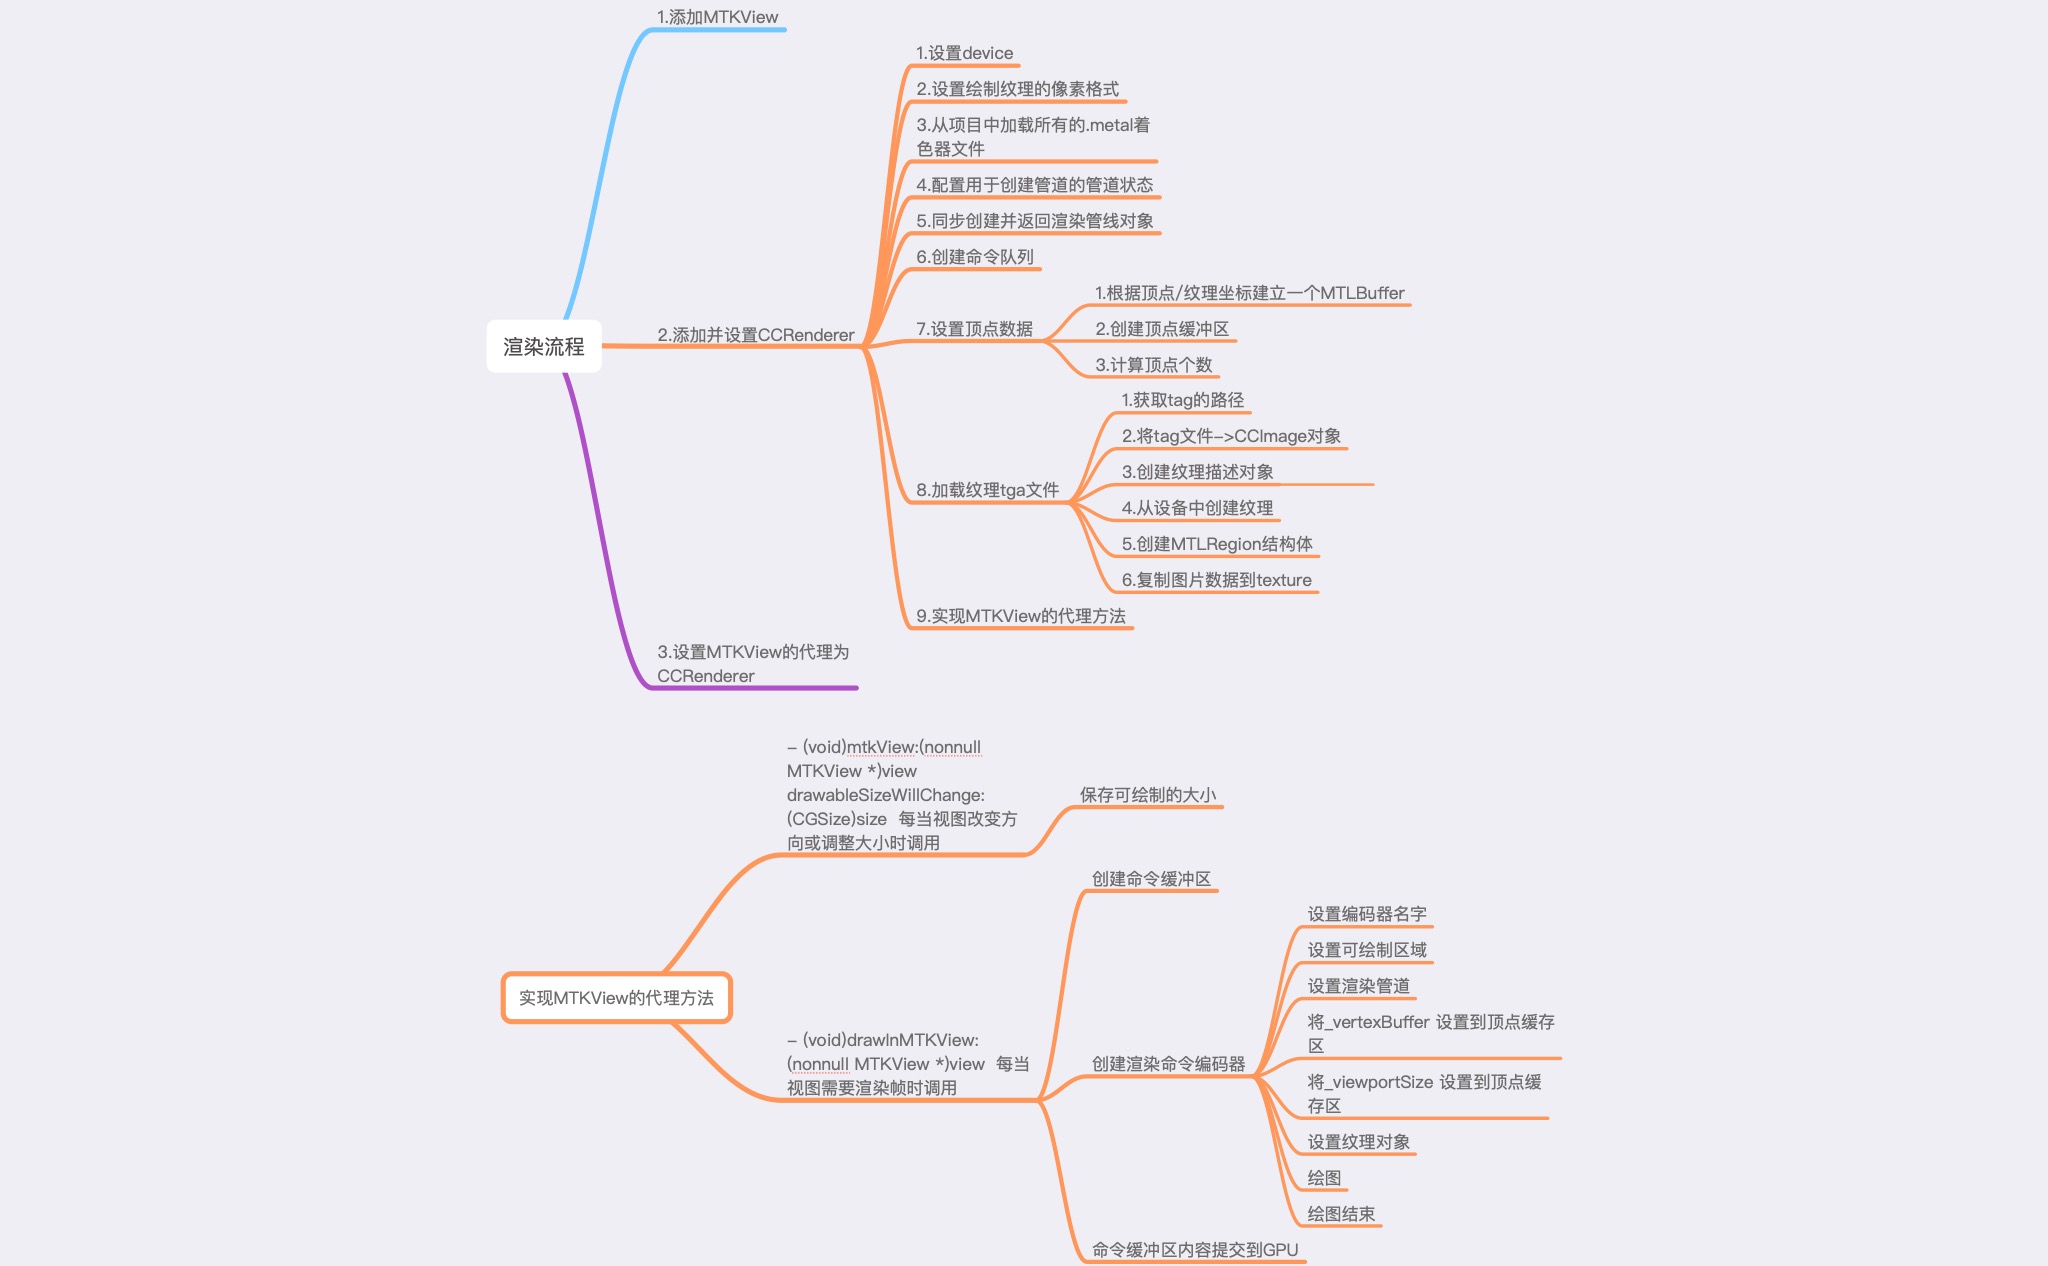 1.添加MTKView
1.设置device
2.设置绘制纹理的像素格式
3.从项目中加载所有的.metal着
色器文件
4.配置用于创建管道的管道状态
5.同步创建并返回渲染管线对象
6.创建命令队列
渲染流程
2.添加并设置CCRenderer
7.设置顶点数据
1.根据顶点/纹理坐标建立一个MTLBuffer
2.创建顶点缓冲区
3.计算顶点个数
8.加载纹理tga文件
1.获取tag的路径
2.将tag文件->CCImage对象
3.创建纹理描述对象
4.从设备中创建纹理
5.创建MTLRegion结构体
6.复制图片数据到texture
9.实现MTKView的代理方法
3.设置MTKView的代理为
CCRenderer
- (void)mtkView:(nonnull
MTKView *)view
drawableSizeWillChange:
(CGSize)size 每当视图改变方
向或调整大小时调用
保存可绘制的大小
实现MTKView的代理方法
- (void)drawInMTKView:
(nonnull MTKView *)view 每当
视图需要渲染帧时调用
创建命令缓冲区
创建渲染命令编码器
设置编码器名字
设置可绘制区域
设置渲染管道
将_vertexBuffer 设置到顶点缓存
区
将_viewportSize 设置到顶点缓
存区
设置纹理对象
绘图
绘图结束
命令缓冲区内容提交到GPU